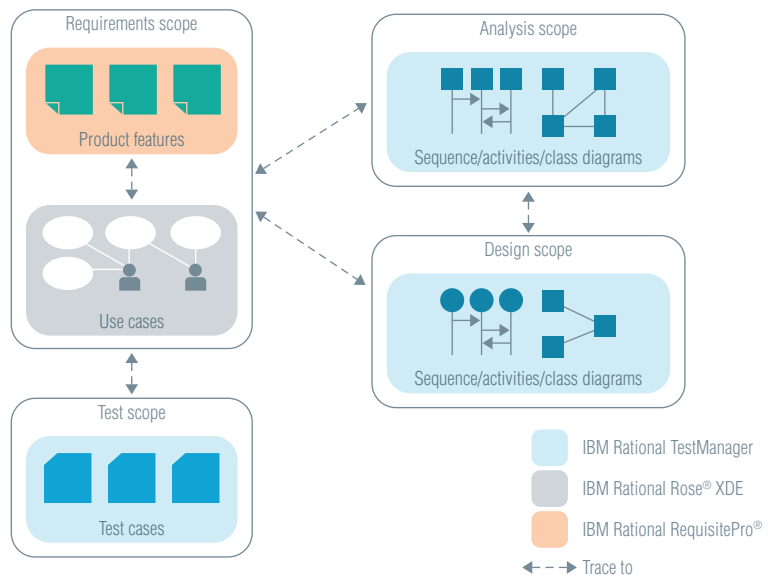 Requirements scope
Product features
Use cases
Test scope
Test cases
Analysis scope
Sequence/activities/class diagrams
Design scope
Sequence/activities/class diagrams
IBM Rational TestManager
IBM Rational Rose® XDE
IBM Rational RequisitePro®
Trace to